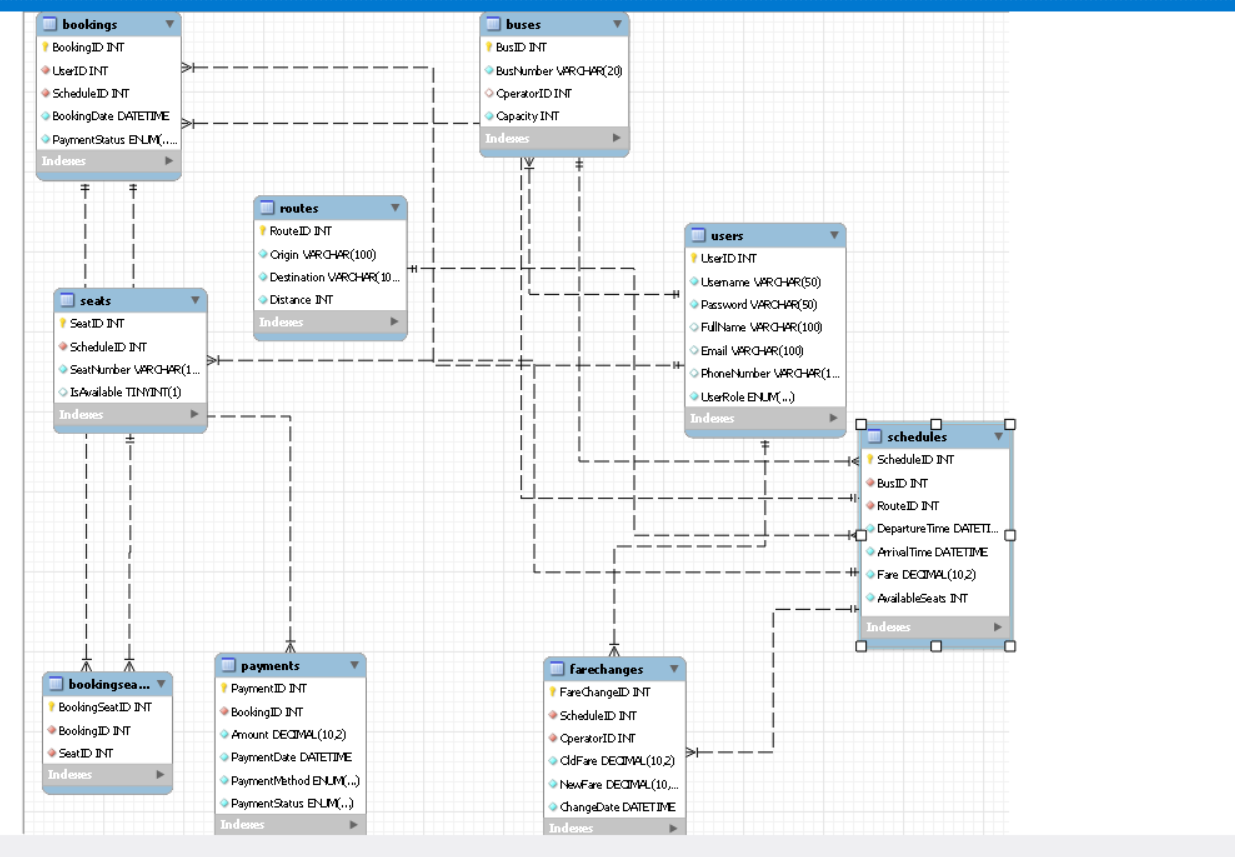 bookings
BookingID INT
UserID INT
ScheduleID INT
BookingDate DATETIME
PaymentStatus ENUM(.....
Indexes
buses
BusID INT
BusNumber VARCHAR(20)
OperatorID INT
Capacity INT
Indexes
routes
RouteID INT
Origin VARCHAR(100)
Destination VARCHAR(10...
Distance INT
Indexes
users
UserID INT
Username VARCHAR(50)
Password VARCHAR(50)
FullName VARCHAR(100)
Email VARCHAR(100)
PhoneNumber VARCHAR(1...
UserRole ENUM(...)
Indexes
seats
SeatID INT
ScheduleID INT
SeatNumber VARCHAR(1...
IsAvailable TINYINT(1)
Indexes
schedules
ScheduleID INT
BusID INT
RouteID INT
DepartureTime DATETI...
ArrivalTime DATETIME
Fare DECIMAL(10,2)
AvailableSeats INT
Indexes
bookingsea...
BookingSeatID INT
BookingID INT
SeatID INT
Indexes
payments
PaymentID INT
BookingID INT
Amount DECIMAL(10,2)
PaymentDate DATETIME
PaymentMethod ENUM(...)
PaymentStatus ENUM(...)
Indexes
farechanges
FareChangeID INT
ScheduleID INT
OperatorID INT
OldFare DECIMAL(10,2)
NewFare DECIMAL(10,...
ChangeDate DATETIME
Indexes